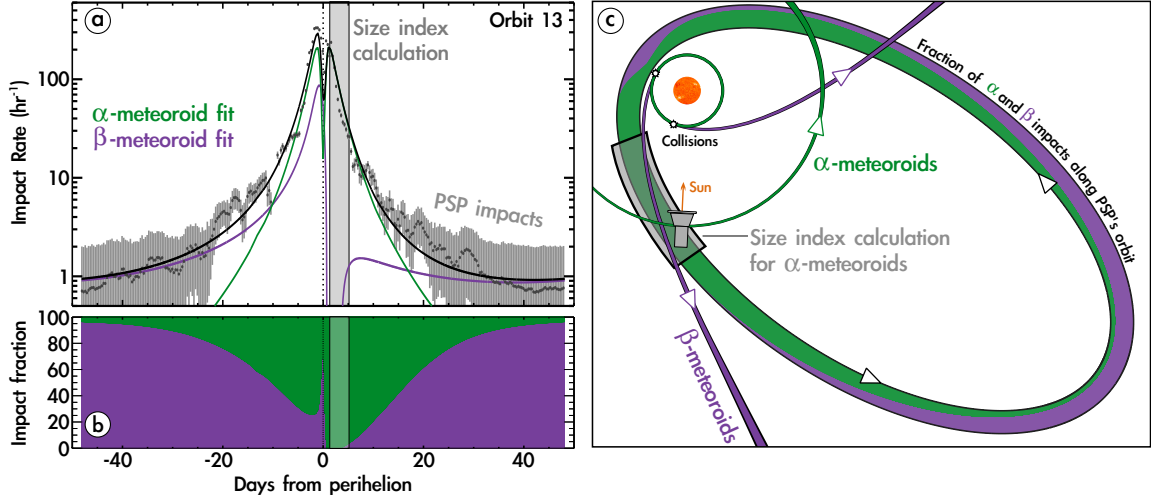 a
Orbit 13
Size index
calculation
α-meteoroid fit
β-meteoroid fit
PSP impacts
Impact Rate (hr⁻¹)
100
10
1
b
Impact fraction
100
80
60
40
20
0
-40 -20 0 20 40
Days from perihelion
c
Fraction of α and β impacts along PSP's orbit
Collisions
α-meteoroids
Sun
Size index calculation
for α-meteoroids
β-meteoroids